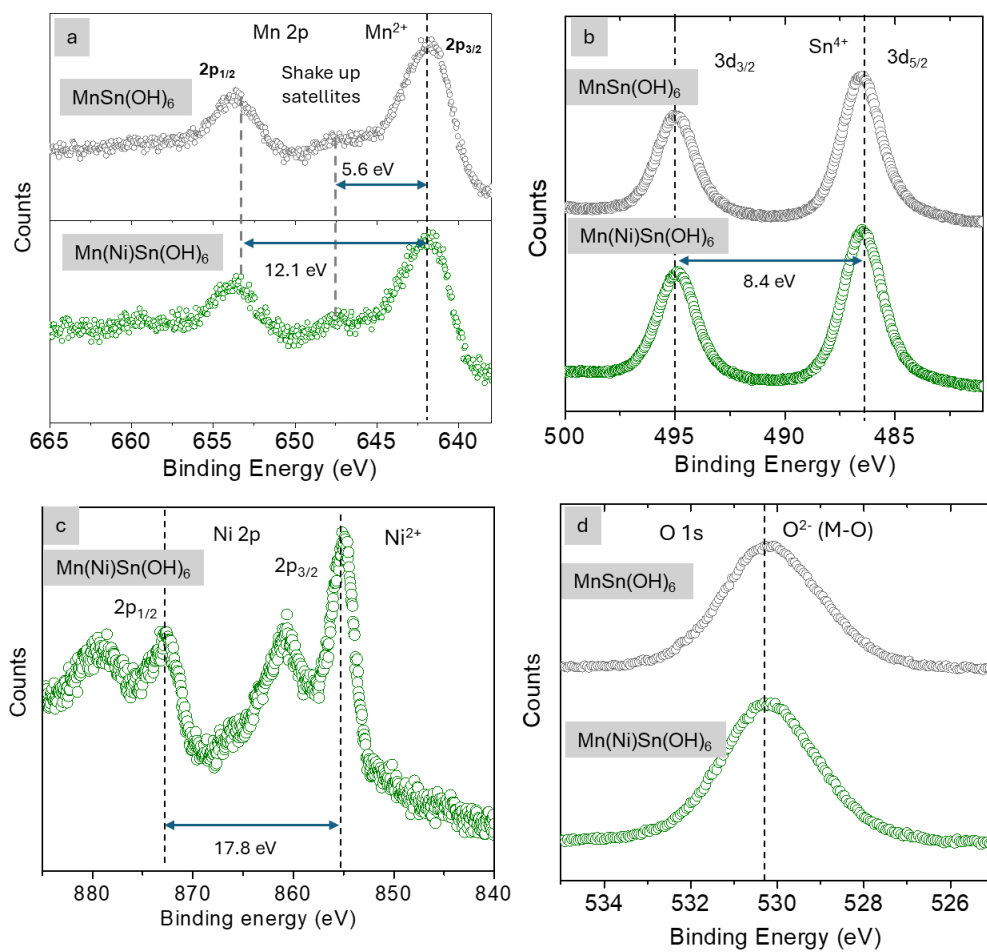 a
Mn 2p
Mn²⁺
2p₃/₂
2p₁/₂
Shake up
satellites
MnSn(OH)₆
5.6 eV
Mn(Ni)Sn(OH)₆
12.1 eV
Counts
665 660 655 650 645 640
Binding Energy (eV)
b
Sn⁴⁺
3d₃/₂
3d₅/₂
MnSn(OH)₆
Mn(Ni)Sn(OH)₆
8.4 eV
Counts
500 495 490 485
Binding Energy (eV)
c
Ni 2p
Ni²⁺
Mn(Ni)Sn(OH)₆
2p₃/₂
2p₁/₂
17.8 eV
Counts
880 870 860 850 840
Binding energy (eV)
d
O 1s
O²⁻ (M-O)
MnSn(OH)₆
Mn(Ni)Sn(OH)₆
Counts
534 532 530 528 526
Binding Energy (eV)